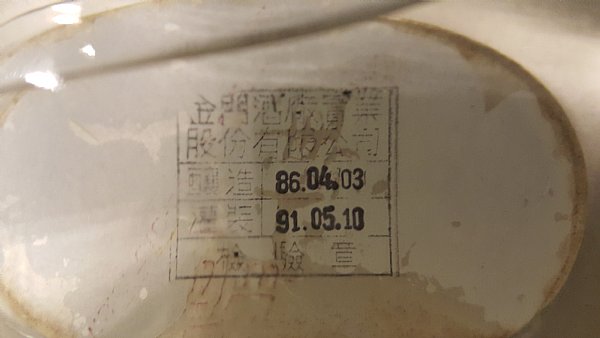 金門酒廠實業
股份有限公司
釀造 86.04.03
裝 91.05.10
檢驗章